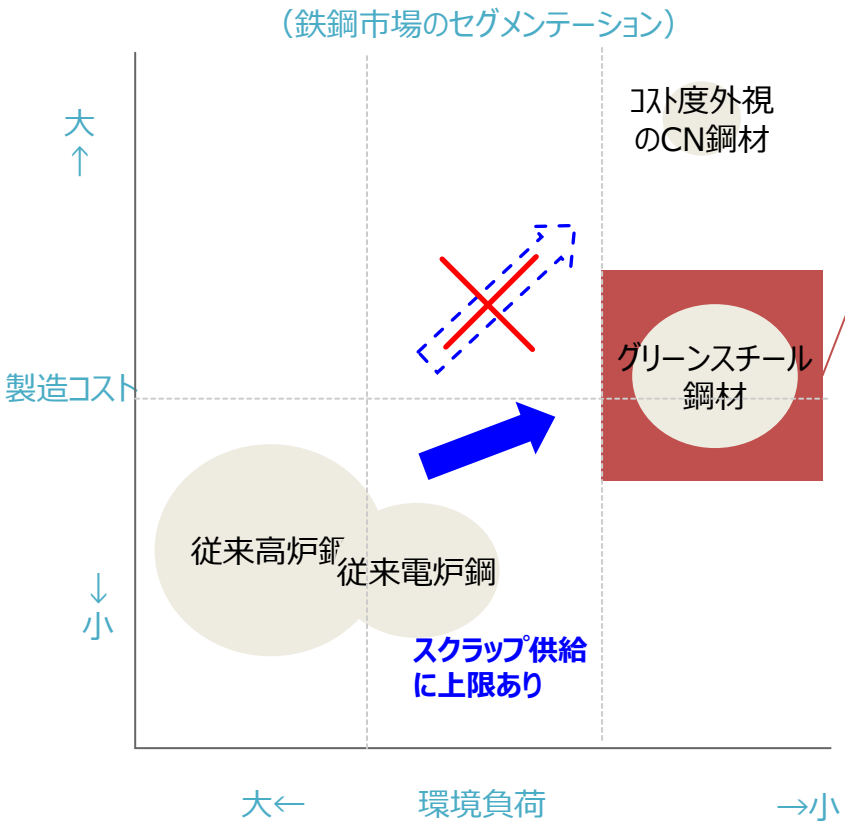 （鉄鋼市場のセグメンテーション）
大
↑
コスト度外視
のCN鋼材
グリーンスチール
鋼材
製造コスト
従来高炉鋼
従来電炉鋼
↓
小
スクラップ供給
に上限あり
大←
環境負荷
→小